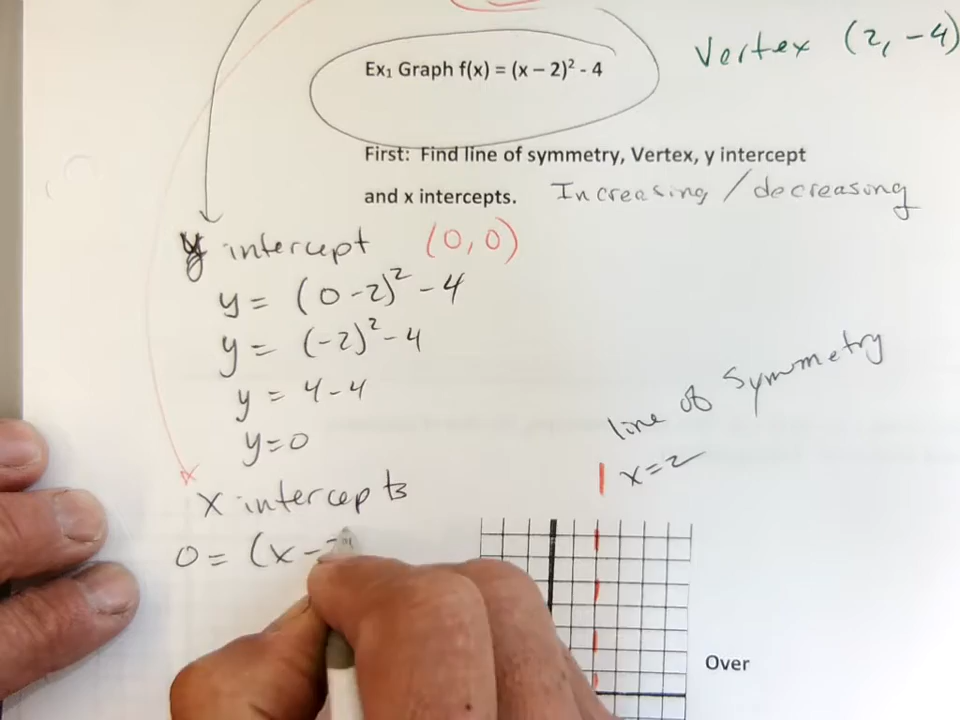 Vertex (2, -4)
Ex₁ Graph f(x) = (x – 2)² - 4
First: Find line of symmetry, Vertex, y intercept
and x intercepts. Increasing / decreasing
y intercept (0, 0)
y = (0 - 2)² - 4
y = (-2)² - 4
y = 4 - 4
y = 0
line of symmetry
x = 2
X intercepts
0 = (x -
Over